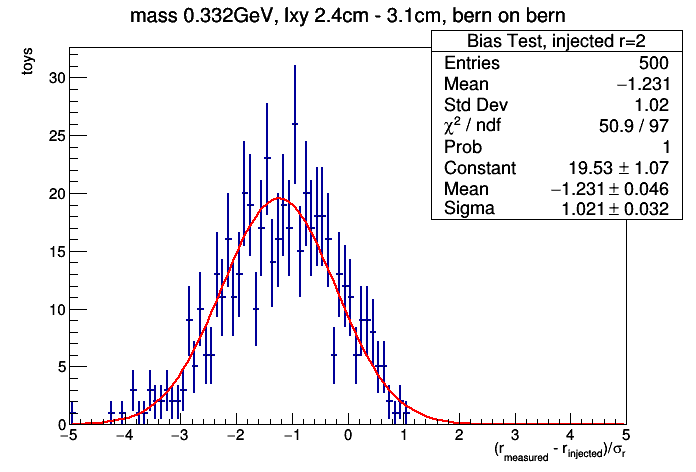 mass 0.332GeV, lxy 2.4cm - 3.1cm, bern on bern
toys
Bias Test, injected r=2
Entries 500
Mean −1.231
Std Dev 1.02
χ² / ndf 50.9 / 97
Prob 1
Constant 19.53 ± 1.07
Mean −1.231 ± 0.046
Sigma 1.021 ± 0.032
30
25
20
15
10
5
0
−5 −4 −3 −2 −1 0 1 2 3 4 5
(r_measured - r_injected)/σ_r